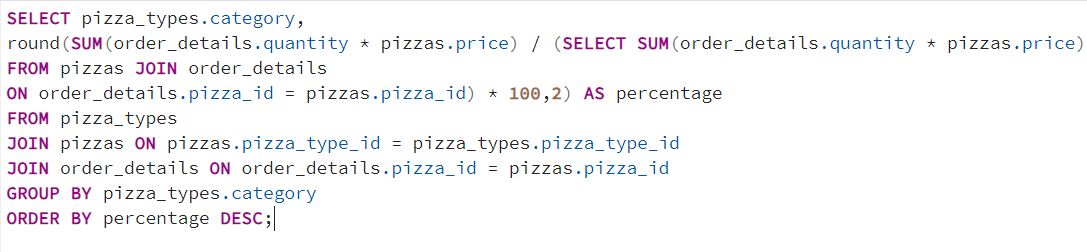 SELECT pizza_types.category,
round(SUM(order_details.quantity * pizzas.price) / (SELECT SUM(order_details.quantity * pizzas.price)
FROM pizzas JOIN order_details
ON order_details.pizza_id = pizzas.pizza_id) * 100,2) AS percentage
FROM pizza_types
JOIN pizzas ON pizzas.pizza_type_id = pizza_types.pizza_type_id
JOIN order_details ON order_details.pizza_id = pizzas.pizza_id
GROUP BY pizza_types.category
ORDER BY percentage DESC;